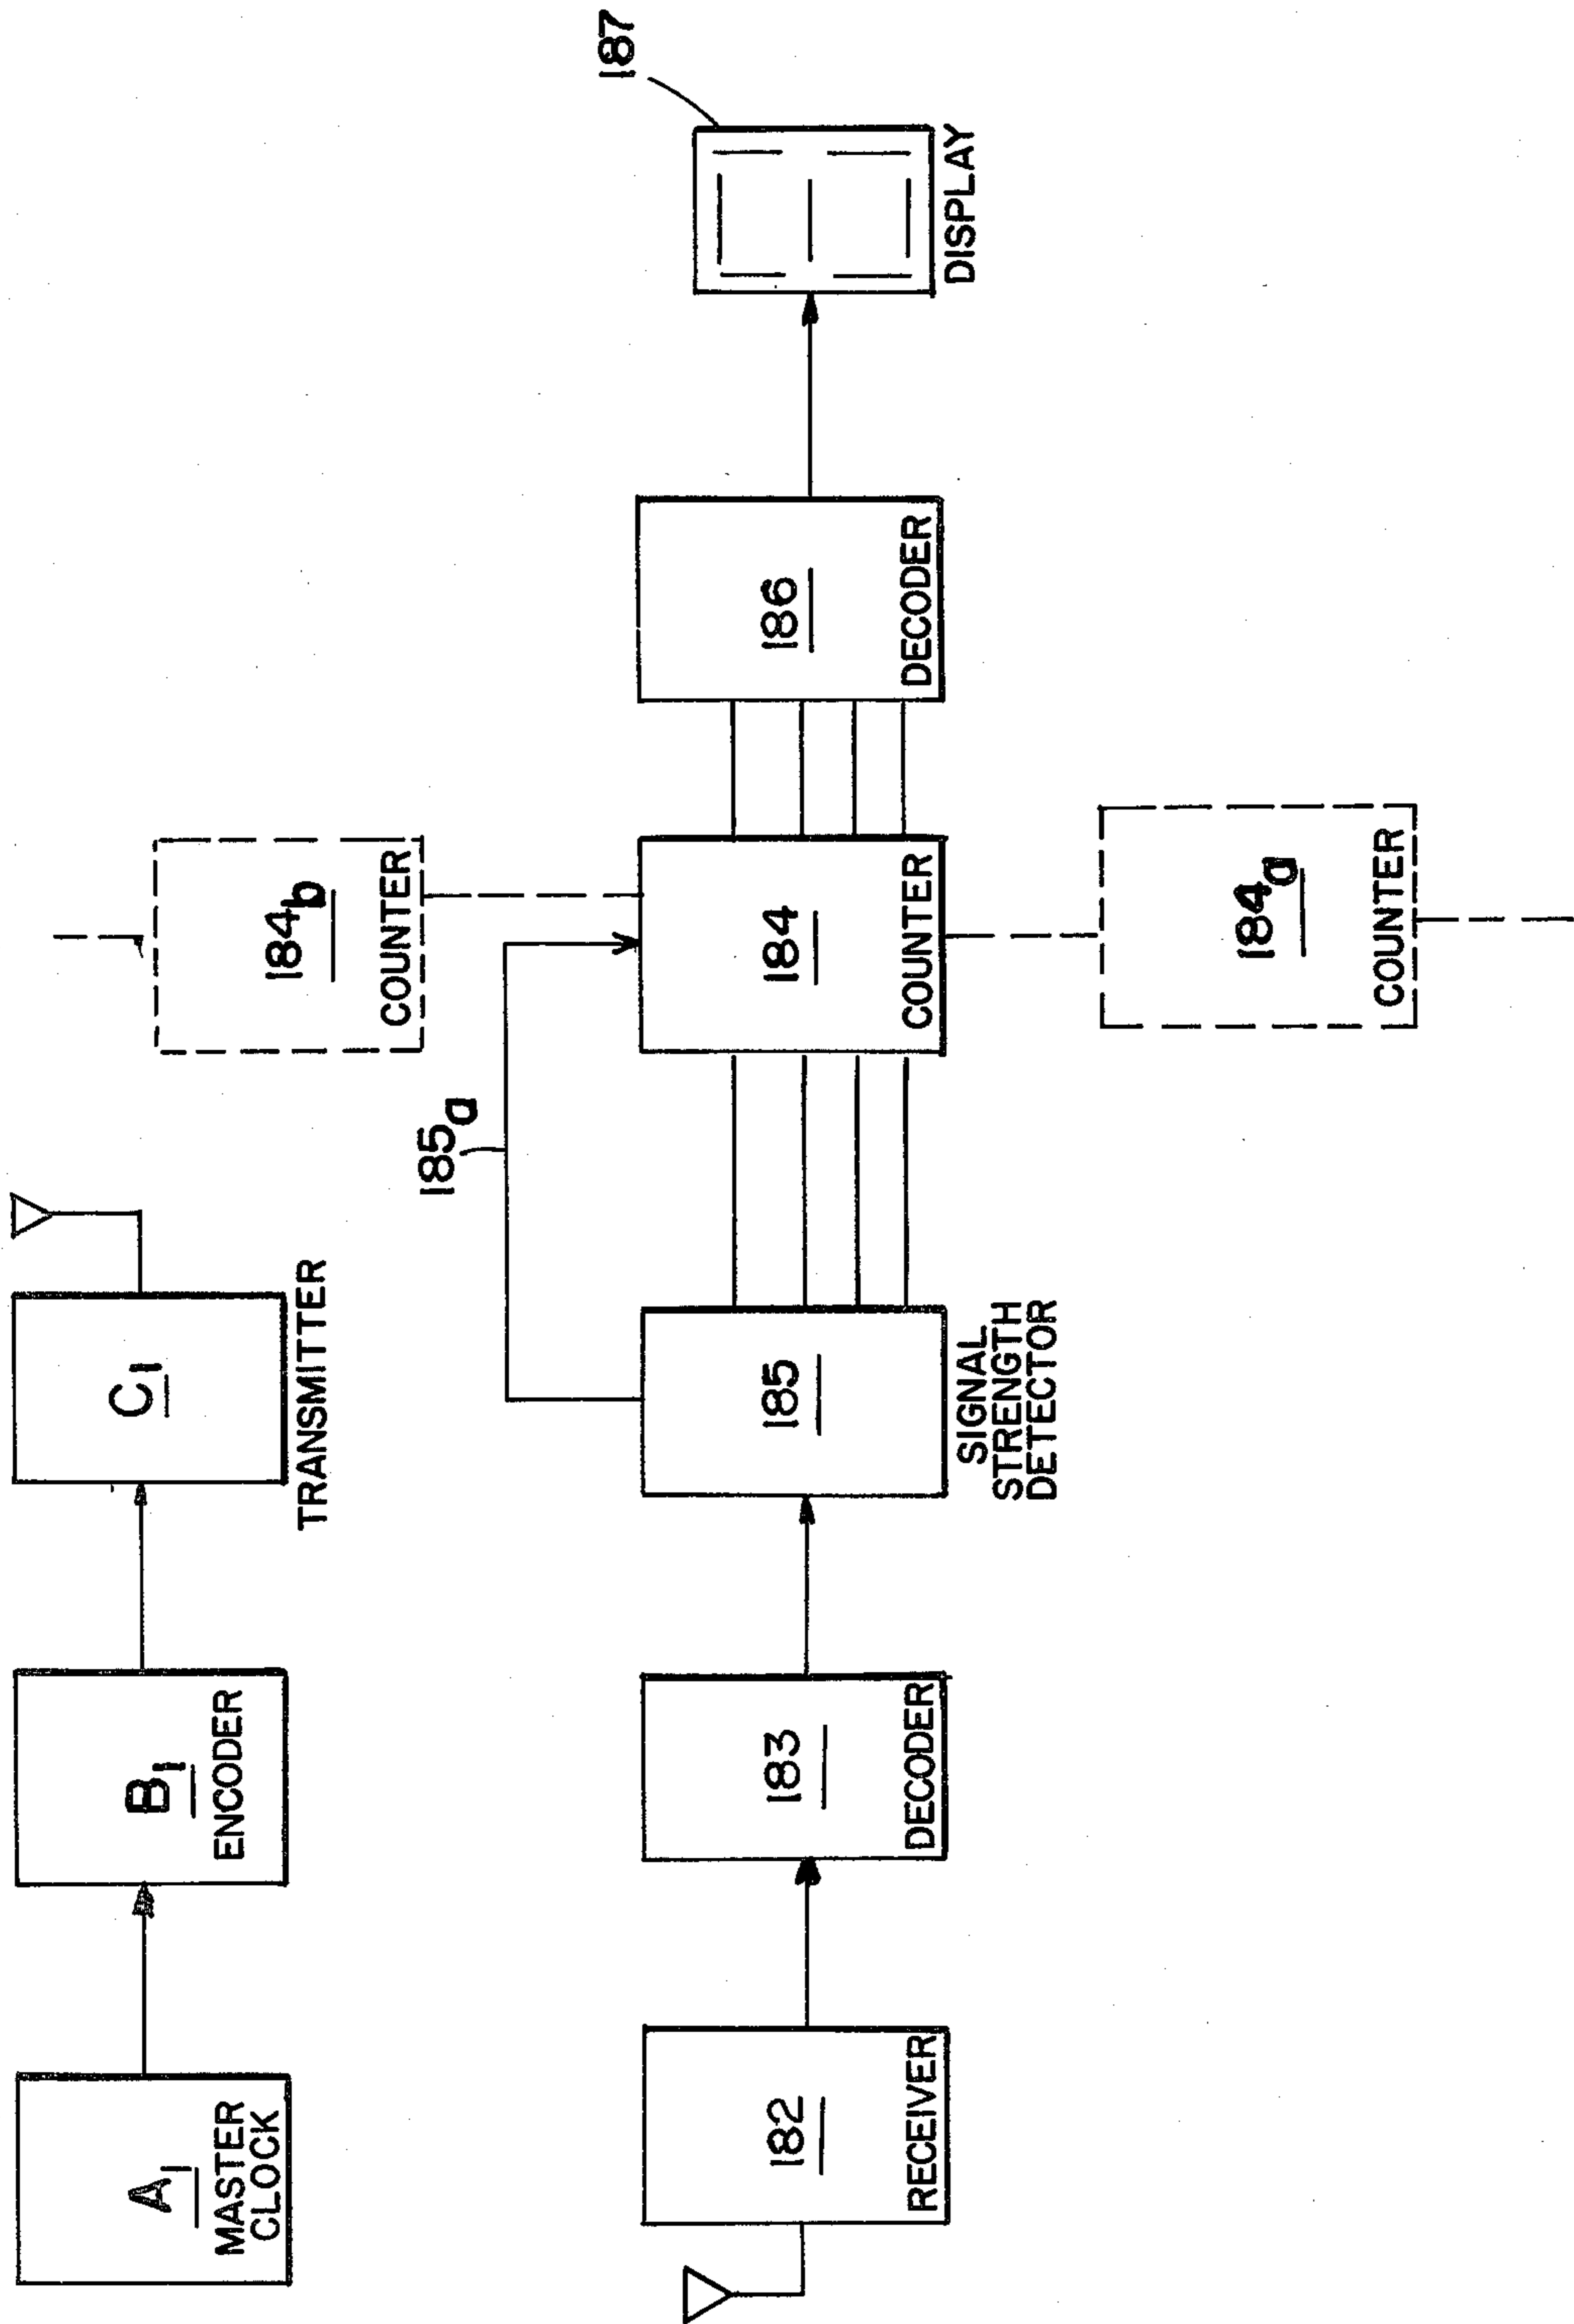 A1
MASTER
CLOCK
B1
ENCODER
C1
TRANSMITTER
182
RECEIVER
183
DECODER
185
SIGNAL
STRENGTH
DETECTOR
185a
184b
COUNTER
184
COUNTER
184a
COUNTER
186
DECODER
187
DISPLAY